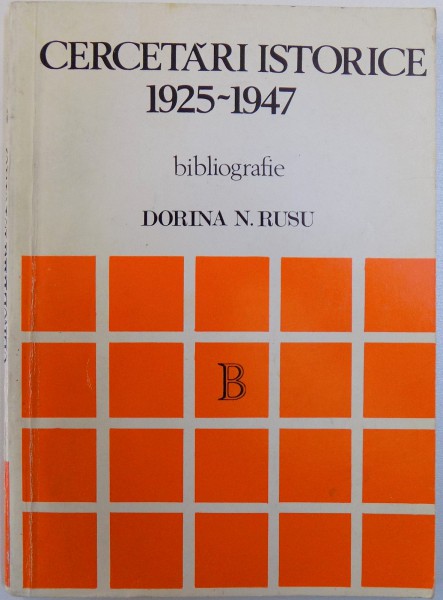 CERCETĂRI ISTORICE
1925~1947
bibliografie
DORINA N. RUSU
B